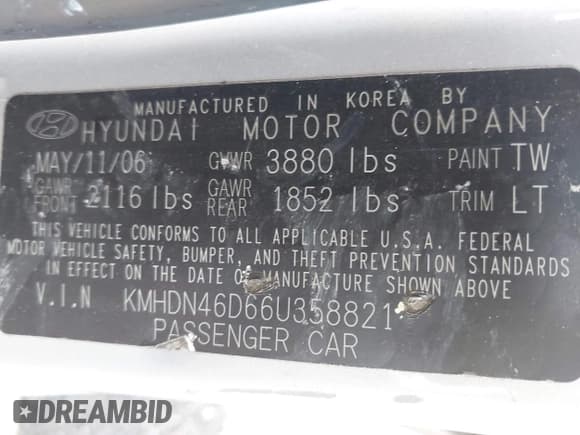 MANUFACTURED IN KOREA BY
HYUNDAI MOTOR COMPANY
MAY/11/06 GVWR 3880 lbs PAINT TW
GAWR FRONT 2116 lbs GAWR REAR 1852 lbs TRIM LT
THIS VEHICLE CONFORMS TO ALL APPLICABLE U.S.A. FEDERAL
MOTOR VEHICLE SAFETY, BUMPER, AND THEFT PREVENTION STANDARDS
IN EFFECT ON THE DATE OF MANUFACTURE SHOWN ABOVE
V.I.N KMHDN46D66U358821
PASSENGER CAR
DREAMBID